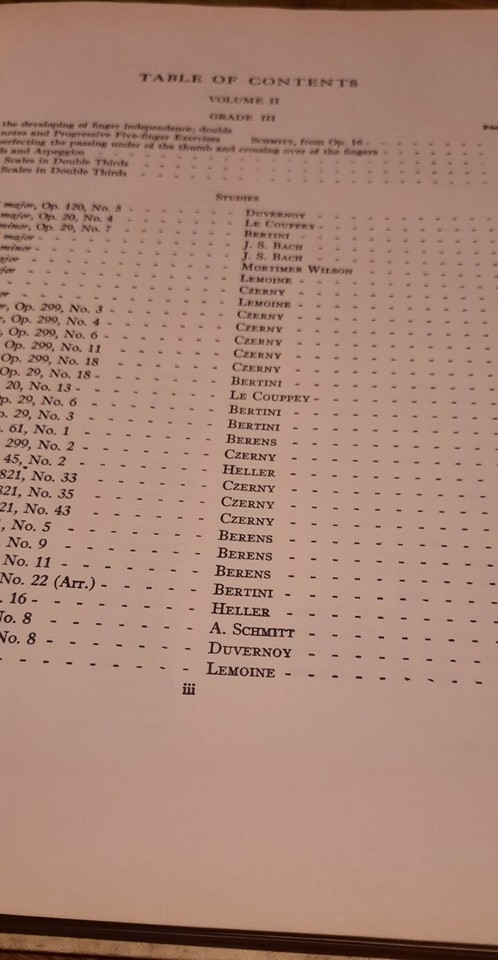 TABLE OF CONTENTS
VOLUME II
GRADE III
the developing of finger independence; double
notes and Progressive Five-finger Exercises SCHMITT, from Op. 16 -
perfecting the passing under of the thumb and crossing over of the fingers
and Arpeggios
Scales in Double Thirds
Scales in Double Thirds
STUDIES
major, Op. 120, No. 5 - DUVERNOY
major, Op. 20, No. 4 LE COUPPEY
minor, Op. 29, No. 7 BERTINI
major - J. S. BACH
minor - J. S. BACH
MORTIMER WILSON
LEMOINE
CZERNY
LEMOINE
Op. 299, No. 3 - CZERNY
Op. 299, No. 4 CZERNY
Op. 299, No. 6 - CZERNY
Op. 299, No. 11 CZERNY
Op. 299, No. 18 CZERNY
Op. 29, No. 18 - BERTINI
20, No. 13 - LE COUPPEY -
29, No. 6 BERTINI
29, No. 3 BERTINI
61, No. 1 BERENS
299, No. 2 CZERNY
45, No. 2 HELLER
821, No. 33 CZERNY
821, No. 35 CZERNY
21, No. 43 CZERNY
No. 5 BERENS
No. 9 BERENS
No. 11 BERENS
No. 22 (Arr.) - BERTINI
16 - HELLER
No. 8 A. SCHMITT
No. 8 - DUVERNOY
LEMOINE -
iii